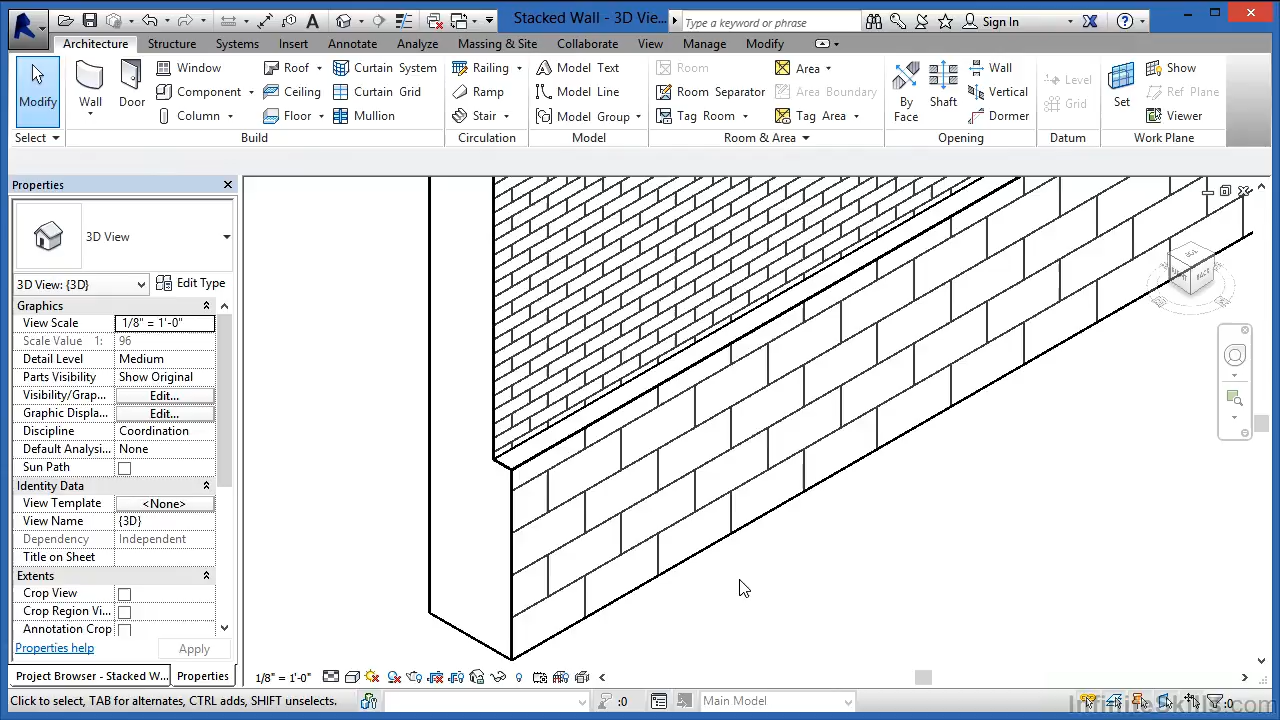 Stacked Wall - 3D Vie...
Type a keyword or phrase
Sign In
Architecture Structure Systems Insert Annotate Analyze Massing & Site Collaborate View Manage Modify
Modify
Wall
Door
Window
Component
Column
Roof
Ceiling
Floor
Curtain System
Curtain Grid
Mullion
Railing
Ramp
Stair
Model Text
Model Line
Model Group
Room
Room Separator
Tag Room
Area
Area Boundary
Tag Area
By Face
Shaft
Wall
Vertical
Dormer
Level
Grid
Set
Show
Ref Plane
Viewer
Select Build Circulation Model Room & Area Opening Datum Work Plane
Properties
3D View
3D View: {3D} Edit Type
Graphics
View Scale 1/8" = 1'-0"
Scale Value 1: 96
Detail Level Medium
Parts Visibility Show Original
Visibility/Grap... Edit...
Graphic Displa... Edit...
Discipline Coordination
Default Analysi... None
Sun Path
Identity Data
View Template <None>
View Name {3D}
Dependency Independent
Title on Sheet
Extents
Crop View
Crop Region Vi...
Annotation Crop
Properties help Apply
Project Browser - Stacked W... Properties
1/8" = 1'-0"
Click to select, TAB for alternates, CTRL adds, SHIFT unselects.
:0
Main Model
:0
InfiniteSkills.com